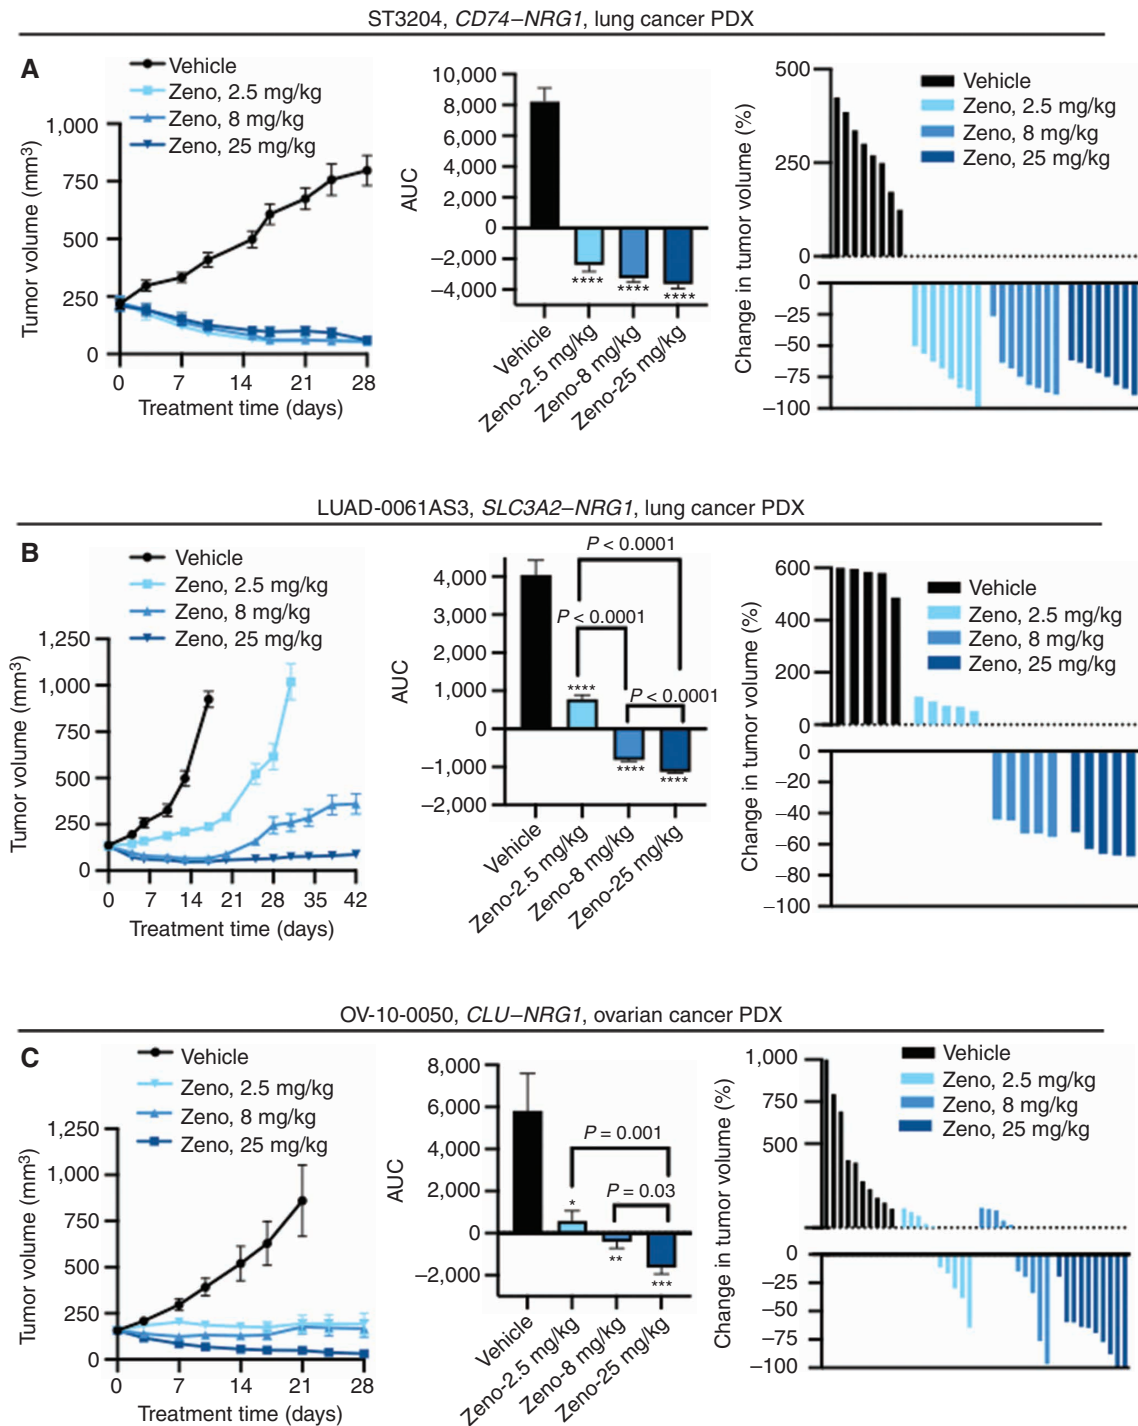 ST3204, CD74–NRG1, lung cancer PDX
A
Vehicle
Zeno, 2.5 mg/kg
Zeno, 8 mg/kg
Zeno, 25 mg/kg
Tumor volume (mm³)
1,000
750
500
250
0
0 7 14 21 28
Treatment time (days)
AUC
10,000
8,000
6,000
4,000
2,000
0
−2,000
−4,000
**** **** ****
Vehicle
Zeno-2.5 mg/kg
Zeno-8 mg/kg
Zeno-25 mg/kg
Change in tumor volume (%)
500
250
0
0
−25
−50
−75
−100
Vehicle
Zeno, 2.5 mg/kg
Zeno, 8 mg/kg
Zeno, 25 mg/kg
LUAD-0061AS3, SLC3A2–NRG1, lung cancer PDX
B
Vehicle
Zeno, 2.5 mg/kg
Zeno, 8 mg/kg
Zeno, 25 mg/kg
Tumor volume (mm³)
1,250
1,000
750
500
250
0
0 7 14 21 28 35 42
Treatment time (days)
AUC
4,000
3,000
2,000
1,000
0
−1,000
−2,000
P < 0.0001
P < 0.0001
P < 0.0001
**** **** ****
Vehicle
Zeno-2.5 mg/kg
Zeno-8 mg/kg
Zeno-25 mg/kg
Change in tumor volume (%)
600
400
200
0
0
−20
−40
−60
−80
−100
Vehicle
Zeno, 2.5 mg/kg
Zeno, 8 mg/kg
Zeno, 25 mg/kg
OV-10-0050, CLU–NRG1, ovarian cancer PDX
C
Vehicle
Zeno, 2.5 mg/kg
Zeno, 8 mg/kg
Zeno, 25 mg/kg
Tumor volume (mm³)
1,250
1,000
750
500
250
0
0 7 14 21 28
Treatment time (days)
AUC
8,000
6,000
4,000
2,000
0
−2,000
P = 0.001
P = 0.03
* ** ***
Vehicle
Zeno-2.5 mg/kg
Zeno-8 mg/kg
Zeno-25 mg/kg
Change in tumor volume (%)
1,000
750
500
0
−25
−50
−75
−100
Vehicle
Zeno, 2.5 mg/kg
Zeno, 8 mg/kg
Zeno, 25 mg/kg